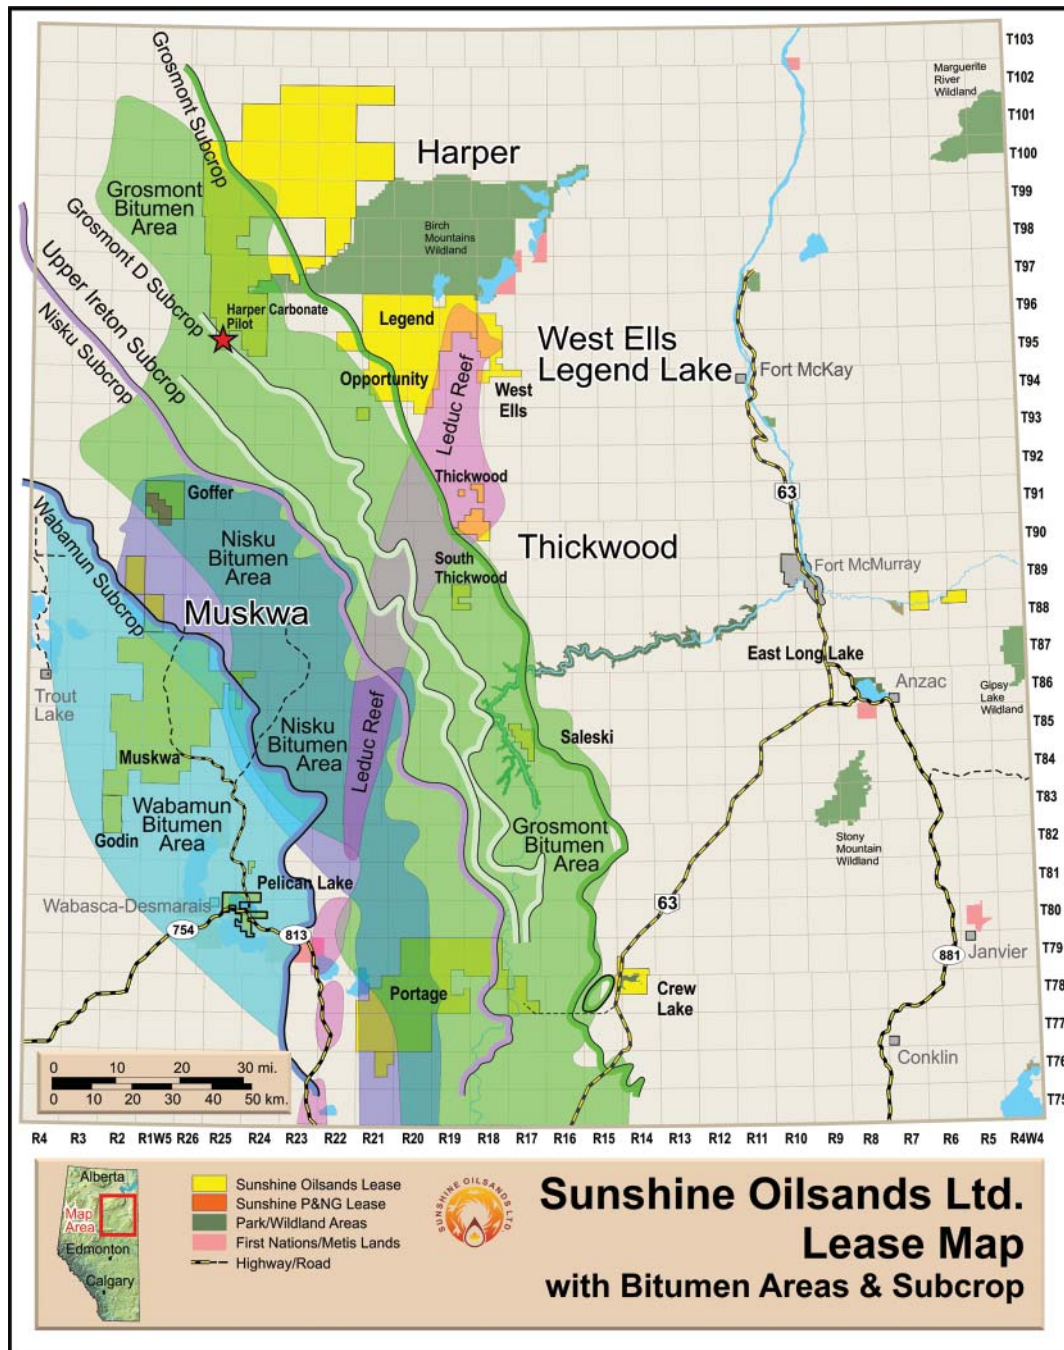 T103
T102
T101
T100
T99
T98
T97
T96
T95
T94
T93
T92
T91
T90
T89
T88
T87
T86
T85
T84
T83
T82
T81
T80
T79
T78
T77
T76
T75
Grosmont Subcrop
Marguerite
River
Wildland
Harper
Grosmont
Bitumen
Area
Grosmont D Subcrop
Birch
Mountains
Wildland
Upper Ireton Subcrop
Nisku Subcrop
Harper Carbonate
Pilot
Legend
West Ells
Legend Lake
Opportunity
West
Ells
Leduc Reef
Fort McKay
Thickwood
63
Goffer
Wabamun Subcrop
Nisku
Bitumen
Area
Thickwood
South
Thickwood
Fort McMurray
Muskwa
East Long Lake
Trout
Lake
Anzac
Gipsy
Lake
Wildland
Nisku
Bitumen
Area
Leduc Reef
Saleski
Muskwa
Wabamun
Bitumen
Area
Godin
Grosmont
Bitumen
Area
Stony
Mountain
Wildland
Pelican Lake
Wabasca-Desmarais
63
754
813
881
Janvier
Portage
Crew
Lake
Conklin
0 10 20 30 mi.
0 10 20 30 40 50 km.
R4 R3 R2 R1W5 R26 R25 R24 R23 R22 R21 R20 R19 R18 R17 R16 R15 R14 R13 R12 R11 R10 R9 R8 R7 R6 R5 R4W4
Alberta
Map
Area
Edmonton
Calgary
Sunshine Oilsands Lease
Sunshine P&NG Lease
Park/Wildland Areas
First Nations/Metis Lands
Highway/Road
SUNSHINE OILSANDS LTD
Sunshine Oilsands Ltd.
Lease Map
with Bitumen Areas & Subcrop